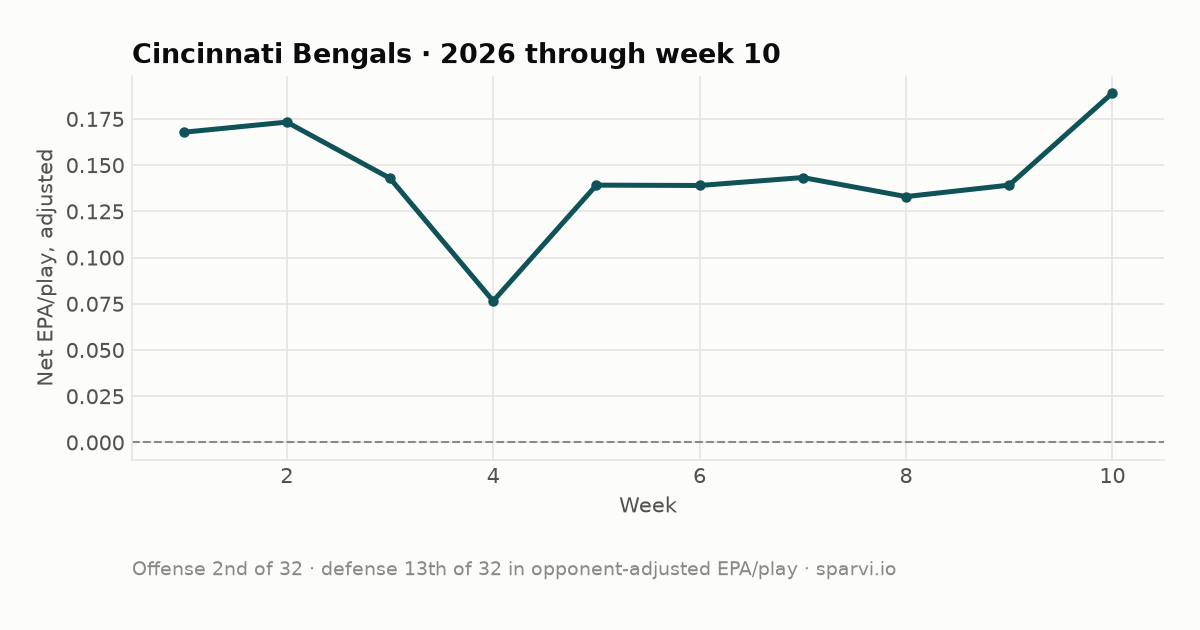 Cincinnati Bengals · 2026 through week 10
Net EPA/play, adjusted
0.175
0.150
0.125
0.100
0.075
0.050
0.025
0.000
2 4 6 8 10
Week
Offense 2nd of 32 · defense 13th of 32 in opponent-adjusted EPA/play · sparvi.io